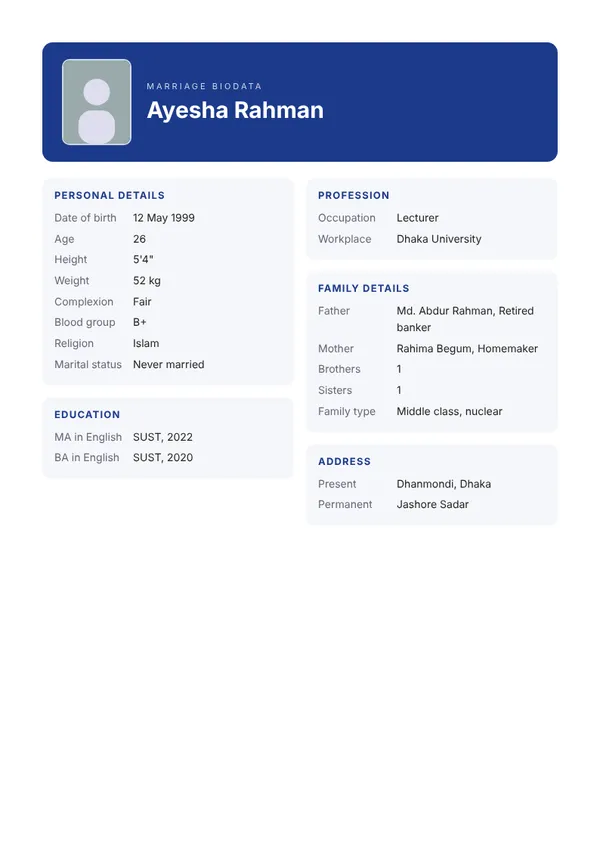 MARRIAGE BIODATA
Ayesha Rahman
PERSONAL DETAILS
Date of birth 12 May 1999
Age 26
Height 5'4"
Weight 52 kg
Complexion Fair
Blood group B+
Religion Islam
Marital status Never married
EDUCATION
MA in English SUST, 2022
BA in English SUST, 2020
PROFESSION
Occupation Lecturer
Workplace Dhaka University
FAMILY DETAILS
Father Md. Abdur Rahman, Retired
banker
Mother Rahima Begum, Homemaker
Brothers 1
Sisters 1
Family type Middle class, nuclear
ADDRESS
Present Dhanmondi, Dhaka
Permanent Jashore Sadar